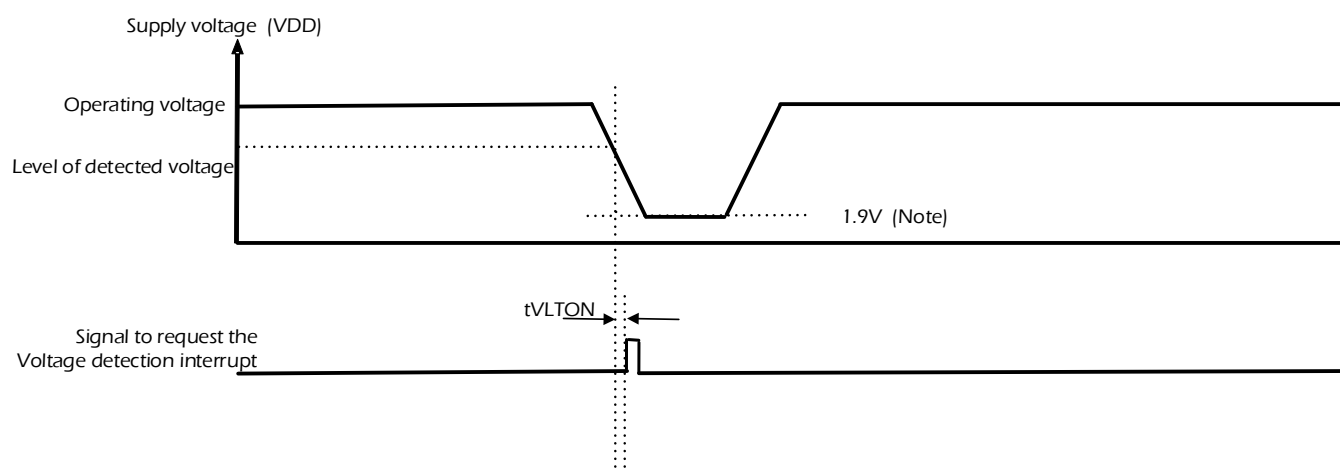 Supply voltage (VDD)
Operating voltage
Level of detected voltage
1.9V (Note)
tVLTON
Signal to request the
Voltage detection interrupt